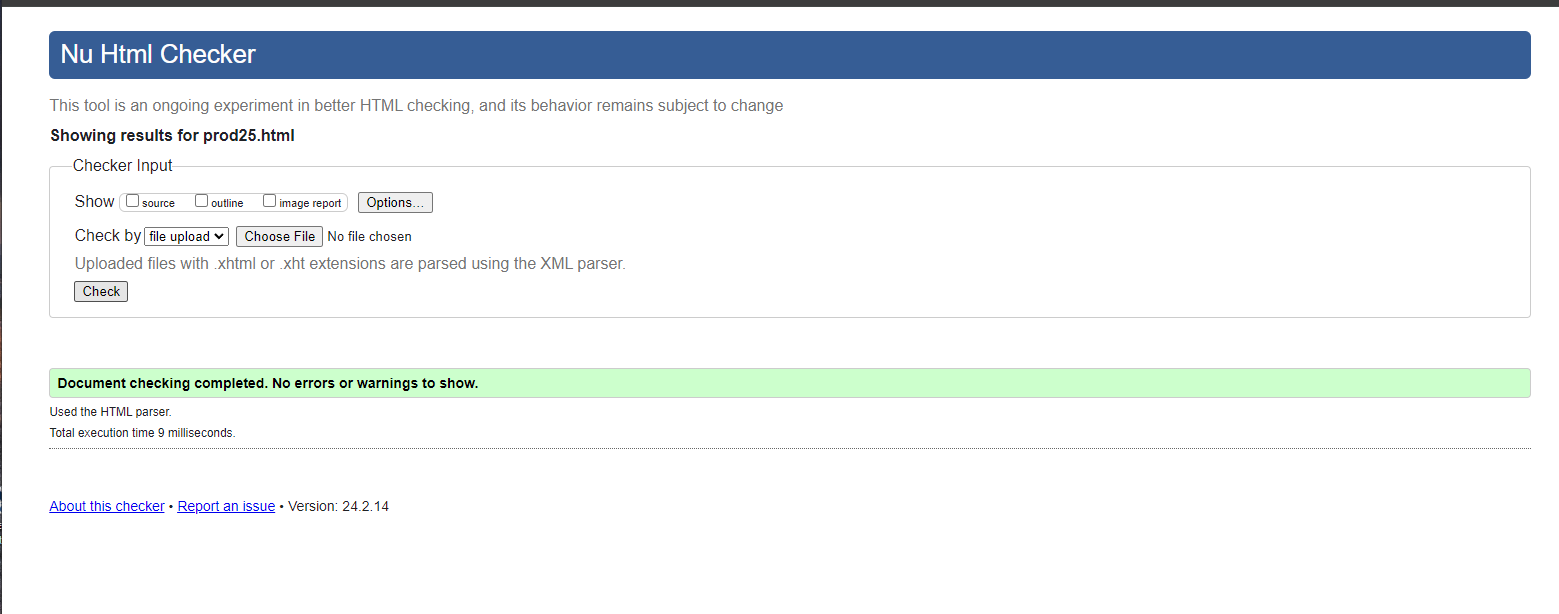 Nu Html Checker
This tool is an ongoing experiment in better HTML checking, and its behavior remains subject to change
Showing results for prod25.html
Checker Input
Show source outline image report Options...
Check by file upload Choose File No file chosen
Uploaded files with .xhtml or .xht extensions are parsed using the XML parser.
Check
Document checking completed. No errors or warnings to show.
Used the HTML parser.
Total execution time 9 milliseconds.
About this checker • Report an issue • Version: 24.2.14